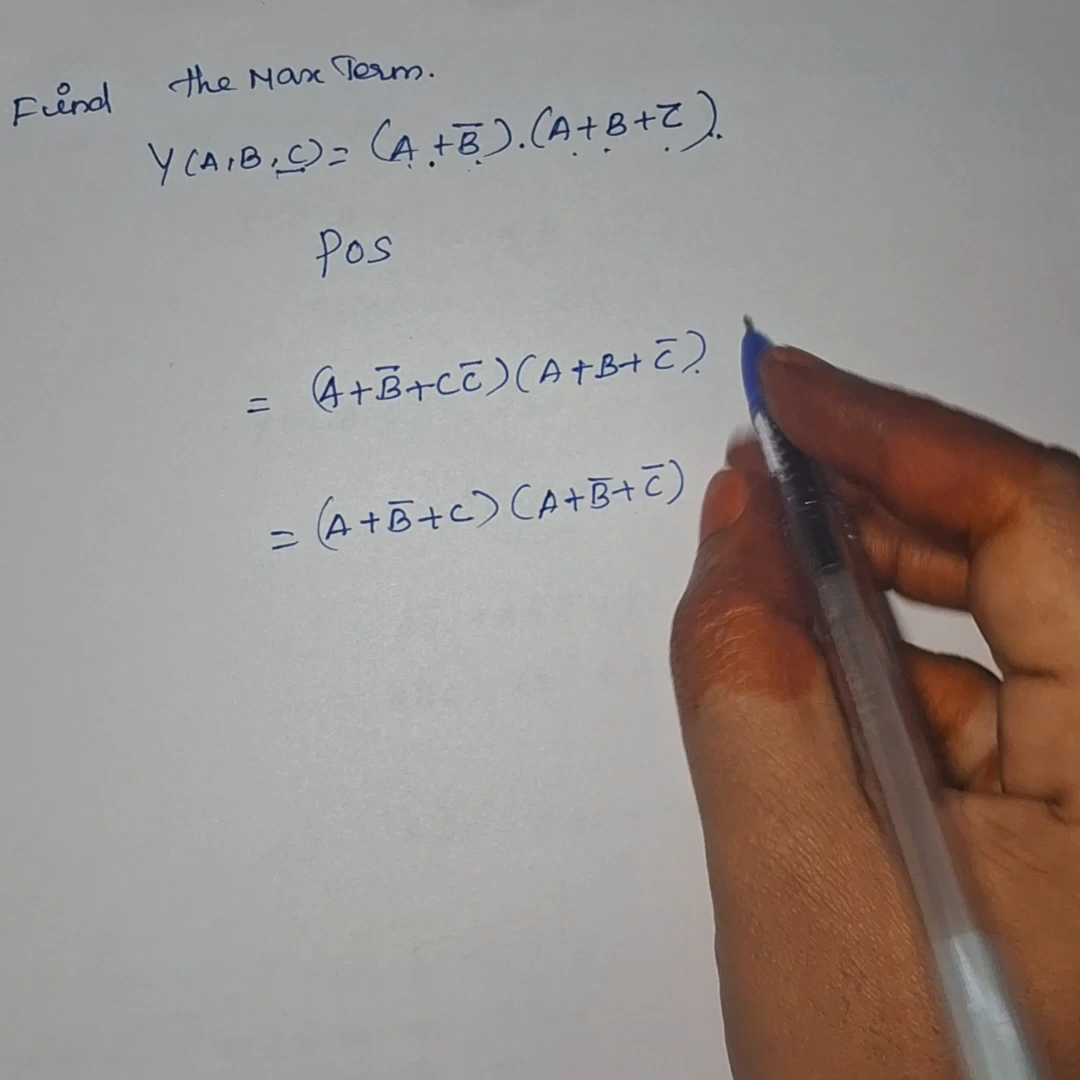 Find the Max Term.
Y(A,B,C) = (A+B̅).(A+B+C̅).
POS
= (A+B̅+CC̅)(A+B+C̅).
= (A+B̅+C)(A+B̅+C̅)